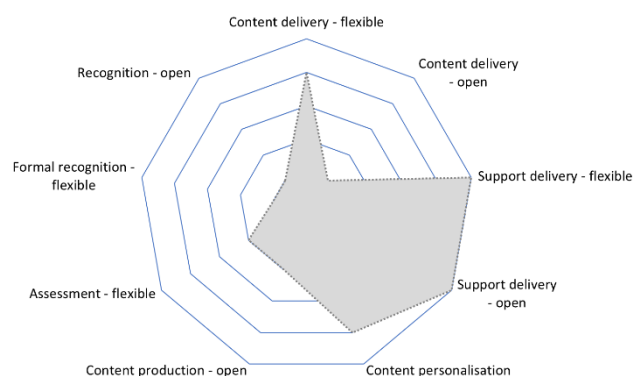 Content delivery - flexible
Recognition - open
Content delivery
- open
Formal recognition -
flexible
Support delivery - flexible
Assessment - flexible
Support delivery
- open
Content production - open
Content personalisation